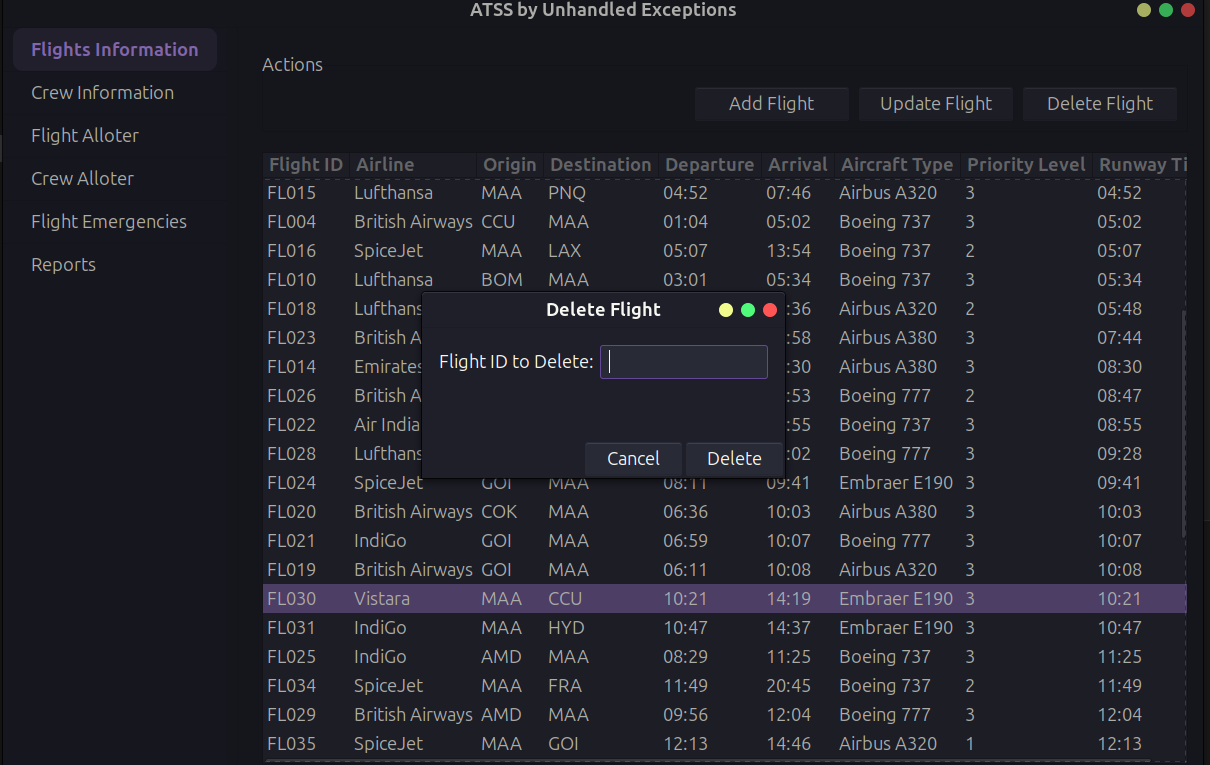 ATSS by Unhandled Exceptions
Flights Information
Crew Information
Flight Alloter
Crew Alloter
Flight Emergencies
Reports
Actions
Add Flight Update Flight Delete Flight
Flight ID Airline Origin Destination Departure Arrival Aircraft Type Priority Level Runway Ti
FL015 Lufthansa MAA PNQ 04:52 07:46 Airbus A320 3 04:52
FL004 British Airways CCU MAA 01:04 05:02 Boeing 737 3 05:02
FL016 SpiceJet MAA LAX 05:07 13:54 Boeing 737 2 05:07
FL010 Lufthansa BOM MAA 03:01 05:34 Boeing 737 3 05:34
FL018 Lufthans :36 Airbus A320 2 05:48
FL023 British A :58 Airbus A380 3 07:44
FL014 Emirates :30 Airbus A380 3 08:30
FL026 British A :53 Boeing 777 2 08:47
FL022 Air India :55 Boeing 737 3 08:55
FL028 Lufthans :02 Boeing 777 3 09:28
FL024 SpiceJet GOI MAA 08:11 09:41 Embraer E190 3 09:41
FL020 British Airways COK MAA 06:36 10:03 Airbus A380 3 10:03
FL021 IndiGo GOI MAA 06:59 10:07 Boeing 777 3 10:07
FL019 British Airways GOI MAA 06:11 10:08 Airbus A320 3 10:08
FL030 Vistara MAA CCU 10:21 14:19 Embraer E190 3 10:21
FL031 IndiGo MAA HYD 10:47 14:37 Embraer E190 3 10:47
FL025 IndiGo AMD MAA 08:29 11:25 Boeing 737 3 11:25
FL034 SpiceJet MAA FRA 11:49 20:45 Boeing 737 2 11:49
FL029 British Airways AMD MAA 09:56 12:04 Boeing 777 3 12:04
FL035 SpiceJet MAA GOI 12:13 14:46 Airbus A320 1 12:13
Delete Flight
Flight ID to Delete:
Cancel Delete